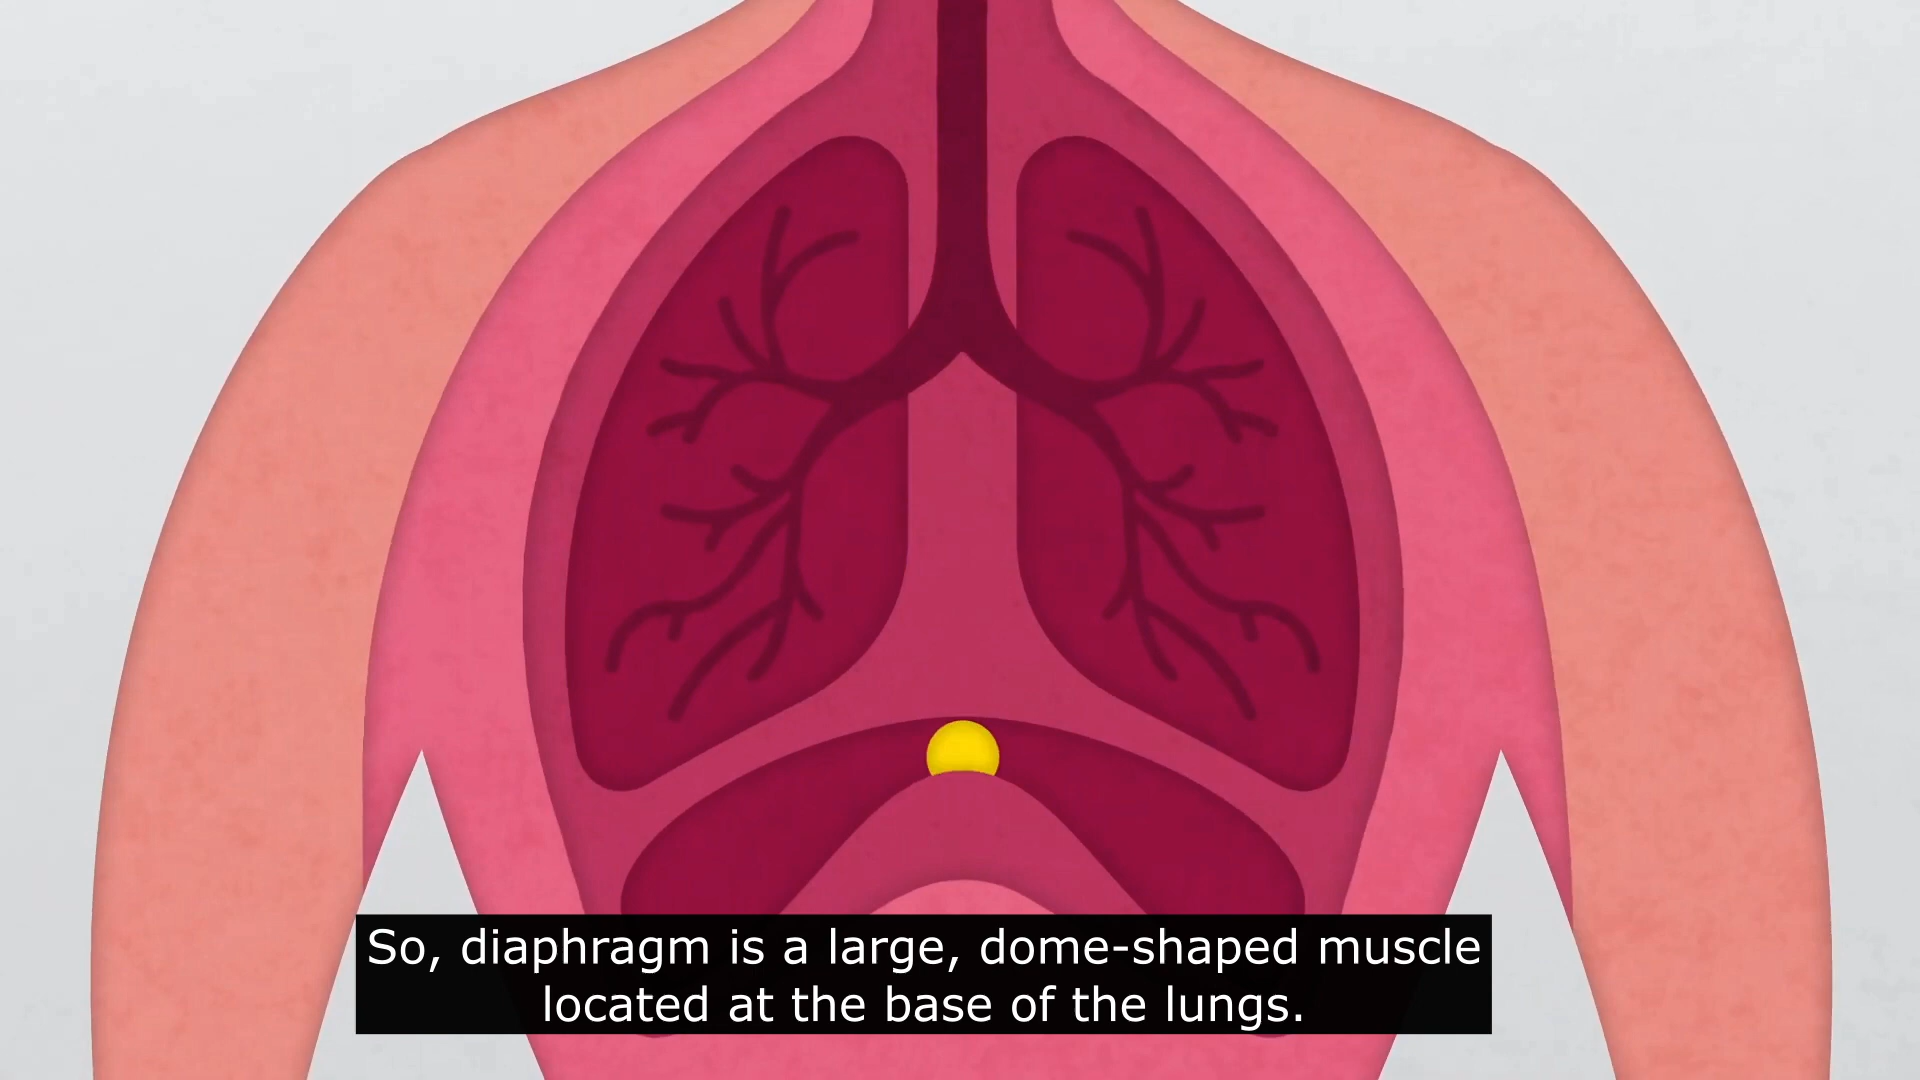 So, diaphragm is a large, dome-shaped muscle
located at the base of the lungs.